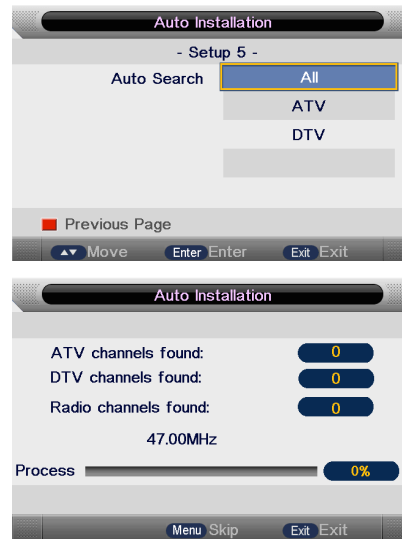 Auto Installation
- Setup 5 -
Auto Search All
ATV
DTV
Previous Page
Move Enter Enter Exit Exit
Auto Installation
ATV channels found: 0
DTV channels found: 0
Radio channels found: 0
47.00MHz
Process 0%
Menu Skip Exit Exit